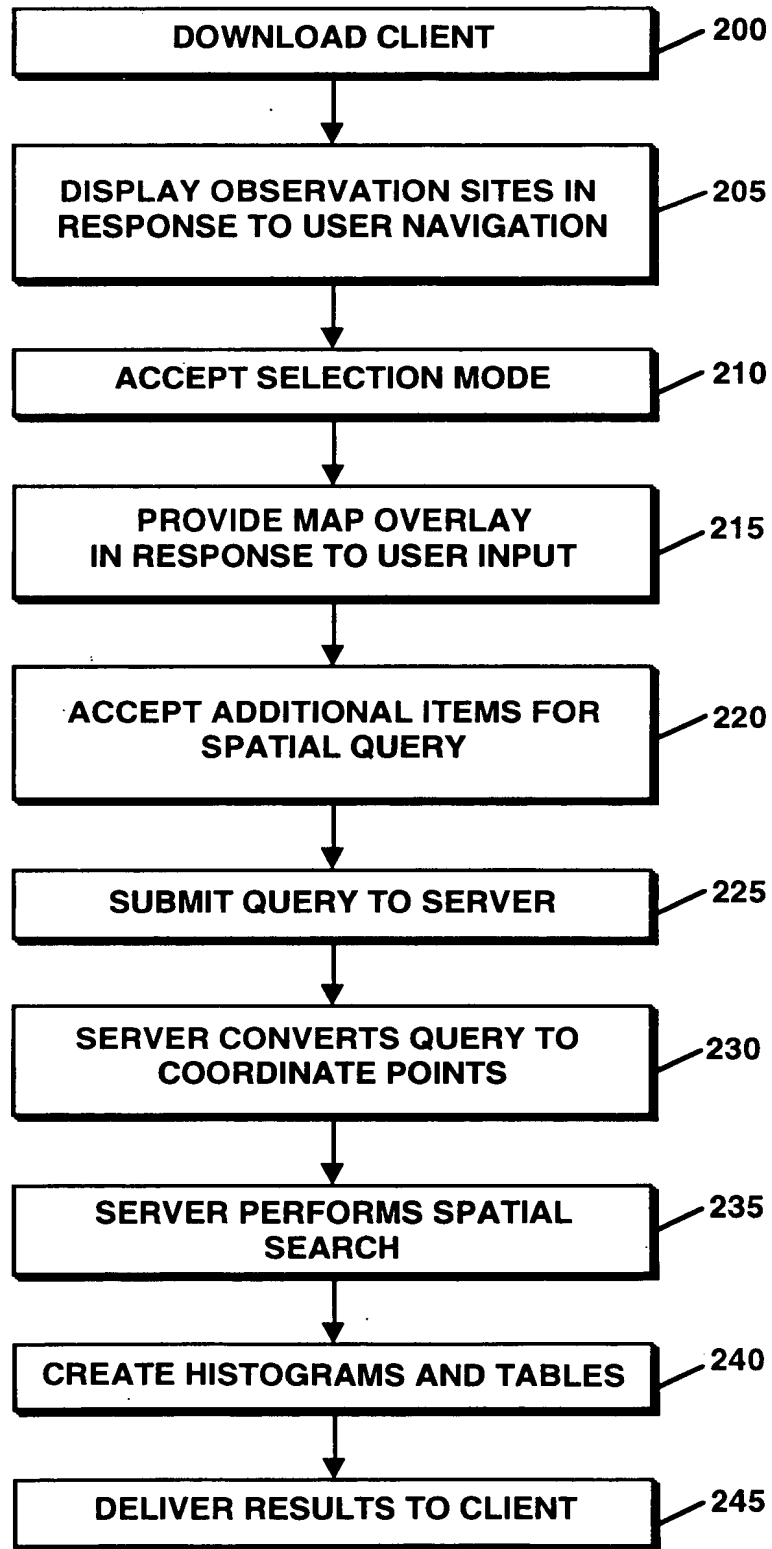 DOWNLOAD CLIENT
200
DISPLAY OBSERVATION SITES IN
RESPONSE TO USER NAVIGATION
205
ACCEPT SELECTION MODE
210
PROVIDE MAP OVERLAY
IN RESPONSE TO USER INPUT
215
ACCEPT ADDITIONAL ITEMS FOR
SPATIAL QUERY
220
SUBMIT QUERY TO SERVER
225
SERVER CONVERTS QUERY TO
COORDINATE POINTS
230
SERVER PERFORMS SPATIAL
SEARCH
235
CREATE HISTOGRAMS AND TABLES
240
DELIVER RESULTS TO CLIENT
245